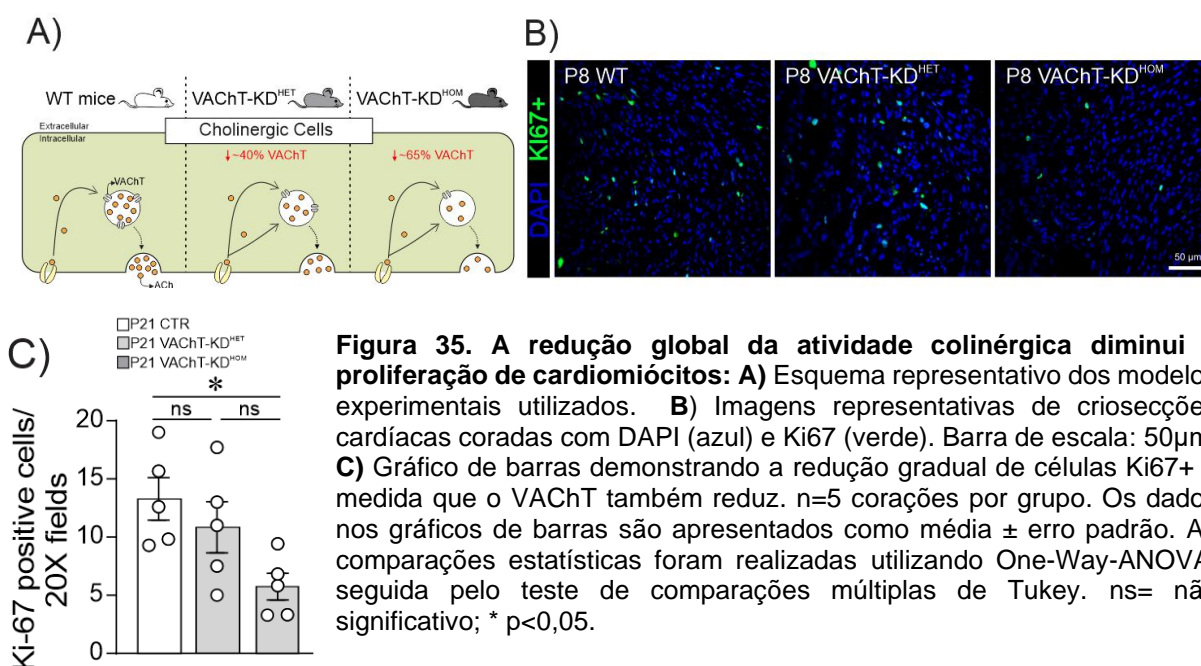 A)
WT mice
VAChT-KD^HET
VAChT-KD^HOM
Extracellular
Intracellular
Cholinergic Cells
↓~40% VAChT
↓~65% VAChT
VAChT
ACh
B)
DAPI KI67+
P8 WT
P8 VAChT-KD^HET
P8 VAChT-KD^HOM
50 µm
C)
P21 CTR
P21 VAChT-KD^HET
P21 VAChT-KD^HOM
*
ns ns
Ki-67 positive cells/
20X fields
20
15
10
5
0
Figura 35. A redução global da atividade colinérgica diminui
proliferação de cardiomiócitos: A) Esquema representativo dos modelo
experimentais utilizados. B) Imagens representativas de criosecçõe
cardíacas coradas com DAPI (azul) e Ki67 (verde). Barra de escala: 50µm
C) Gráfico de barras demonstrando a redução gradual de células Ki67+
medida que o VAChT também reduz. n=5 corações por grupo. Os dado
nos gráficos de barras são apresentados como média ± erro padrão. A
comparações estatísticas foram realizadas utilizando One-Way-ANOVA
seguida pelo teste de comparações múltiplas de Tukey. ns= nã
significativo; * p<0,05.